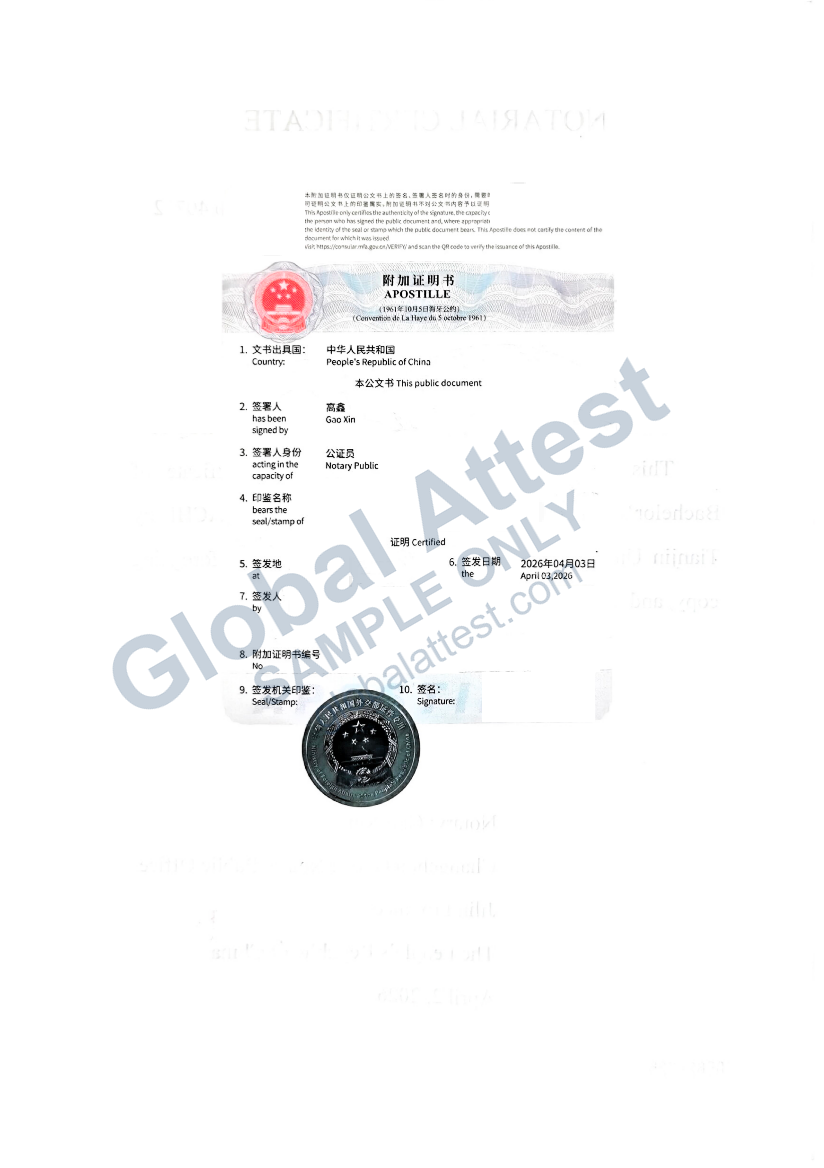 本附加证明书仅证明公文书上的签名、签署人签名时的身份，需要时
可证明公文书上的印鉴属实。附加证明书不对公文书内容予以证明
This Apostille only certifies the authenticity of the signature, the capacity
the person who has signed the public document and, where appropriat
the identity of the seal or stamp which the public document bears. This Apostille does not certify the content of the
document for which it was issued
visit https://consular.mfa.gov.cn/VERIFY/ and scan the QR code to verify the issuance of this Apostille.
附加证明书
APOSTILLE
(1961年10月5日海牙公约)
(Convention de La Haye du 5 octobre 1961)
1. 文书出具国: 中华人民共和国
Country: People's Republic of China
本公文书 This public document
2. 签署人 高鑫
has been Gao Xin
signed by
3. 签署人身份 公证员
acting in the Notary Public
capacity of
4. 印鉴名称
bears the
seal/stamp of
证明 Certified
5. 签发地 6. 签发日期 2026年04月03日
at the April 03,2026
7. 签发人
by
8. 附加证明书编号
No
9. 签发机关印鉴: 10. 签名:
Seal/Stamp: Signature:
Global Attest
SAMPLE ONLY
globalattest.com
NOTARIAL CERTIFICATE
This
Bachelor
Tianjin
copy and
April 2, 2026